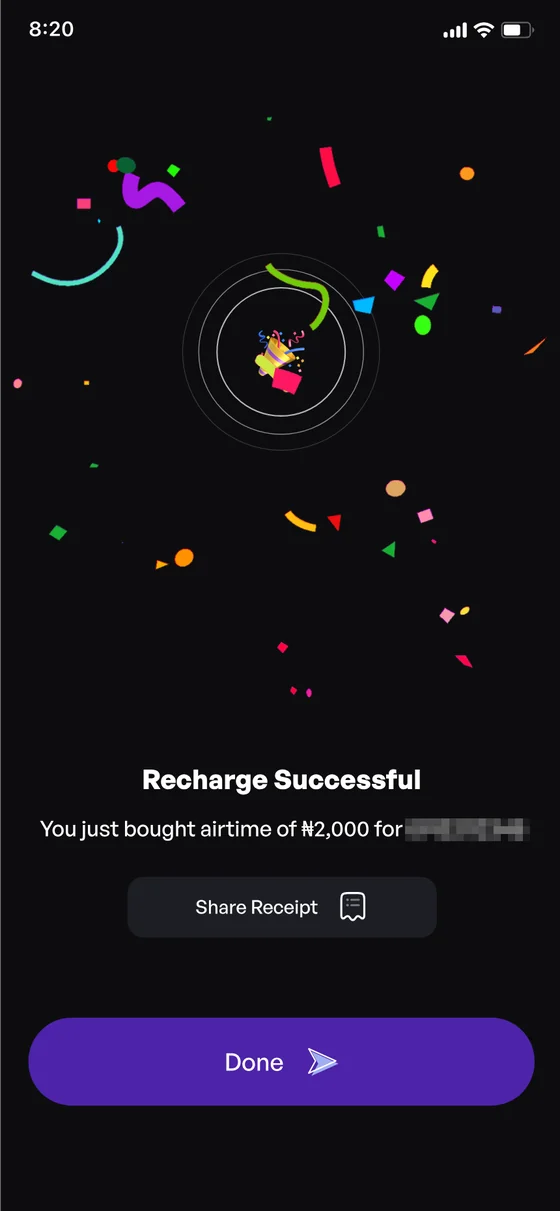 8:20
Recharge Successful
You just bought airtime of ₦2,000 for
Share Receipt
Done